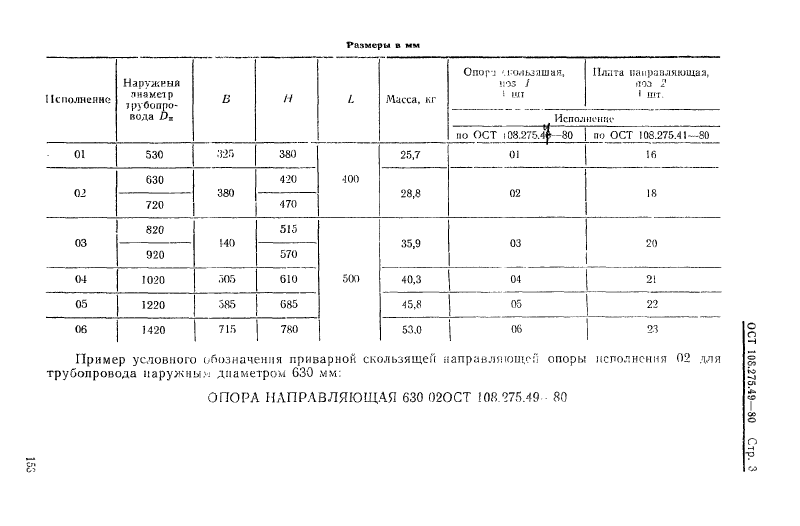 Размеры в мм
Исполнение
Наружный
диаметр
трубопро-
вода Dн
B
H
L
Масса, кг
Опора скользящая,
поз 1
1 шт
Плата направляющая,
поз 2
1 шт.
Исполнение
по ОСТ 108.275.—80
по ОСТ 108.275.41—80
01 530 325 380 400 25,7 01 16
02 630 380 420 28,8 02 18
720 470
03 820 140 515 500 35,9 03 20
920 570
04 1020 505 610 40,3 04 21
05 1220 585 685 45,8 05 22
06 1420 715 780 53.0 06 23
Пример условного обозначения приварной скользящей направляющей опоры исполнения 02 для
трубопровода наружным диаметром 630 мм:
ОПОРА НАПРАВЛЯЮЩАЯ 630 02ОСТ 108.275.49-80
ОСТ 108.275.49—80 Стр. 3
153